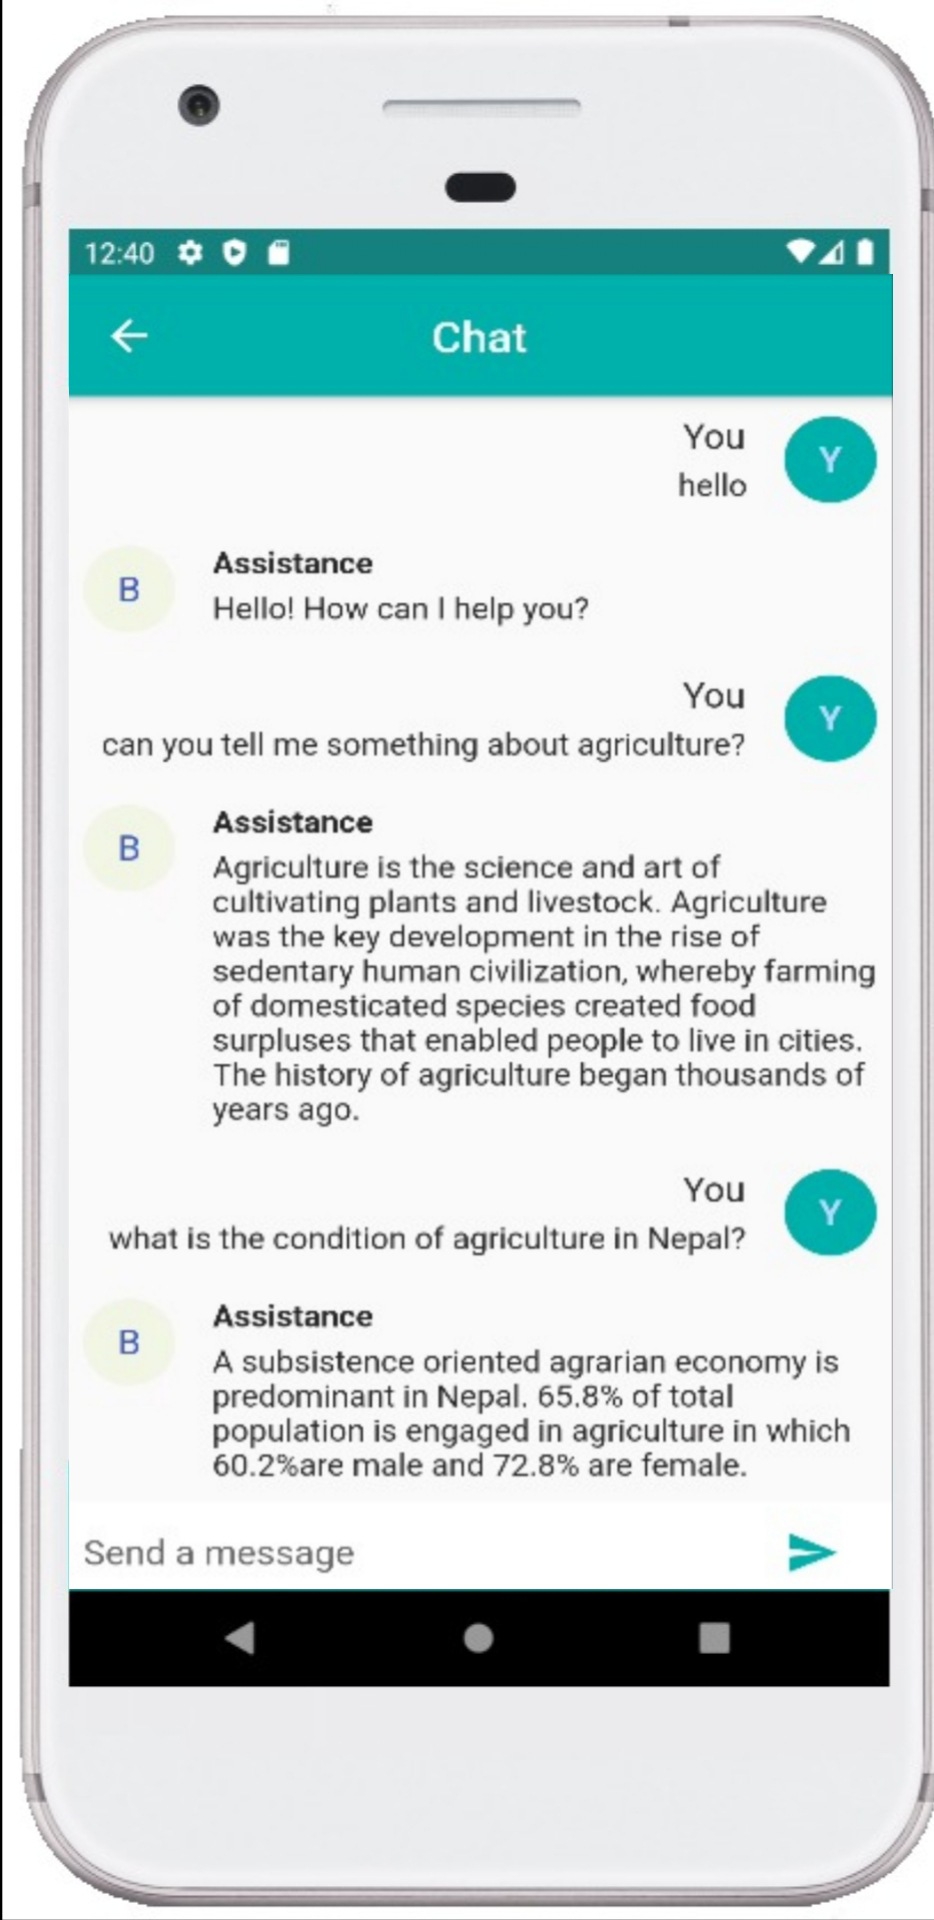 12:40
Chat
You
Y
hello
Assistance
B
Hello! How can I help you?
You
Y
can you tell me something about agriculture?
Assistance
B
Agriculture is the science and art of
cultivating plants and livestock. Agriculture
was the key development in the rise of
sedentary human civilization, whereby farming
of domesticated species created food
surpluses that enabled people to live in cities.
The history of agriculture began thousands of
years ago.
You
Y
what is the condition of agriculture in Nepal?
Assistance
B
A subsistence oriented agrarian economy is
predominant in Nepal. 65.8% of total
population is engaged in agriculture in which
60.2%are male and 72.8% are female.
Send a message